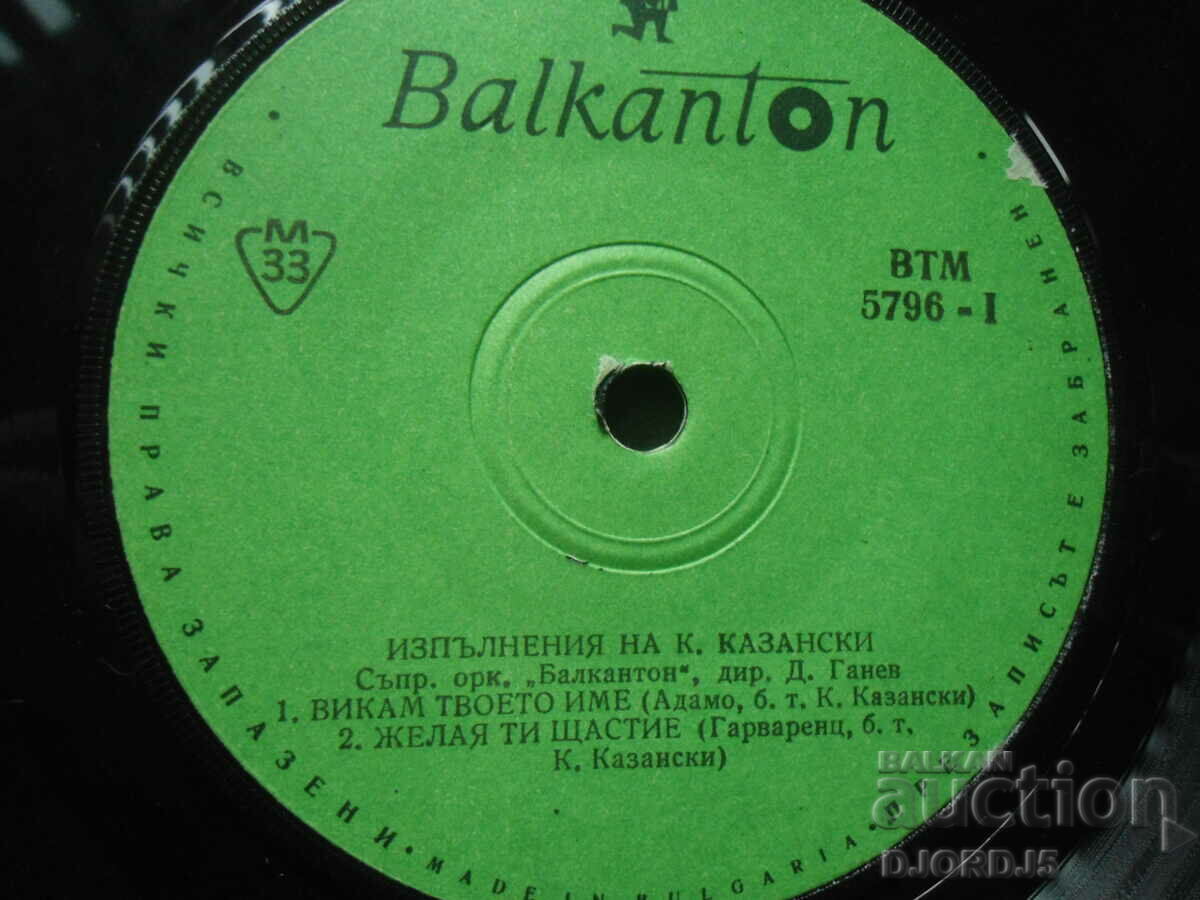 Balkanton
M
33
ВТМ
5796 - I
ИЗПЪЛНЕНИЯ НА К. КАЗАНСКИ
Съпр. орк. „Балкантон", дир. Д. Ганев
1. ВИКАМ ТВОЕТО ИМЕ (Адамо, б. т. К. Казански)
2. ЖЕЛАЯ ТИ ЩАСТИЕ (Гарваренц, б. т.
К. Казански)
ВСИЧКИ ПРАВА ЗАПАЗЕНИ • MADE IN BULGARIA • ПРЕЗАПИСЪТ Е ЗАБРАНЕН
BALKAN
auction
DJORDJ5